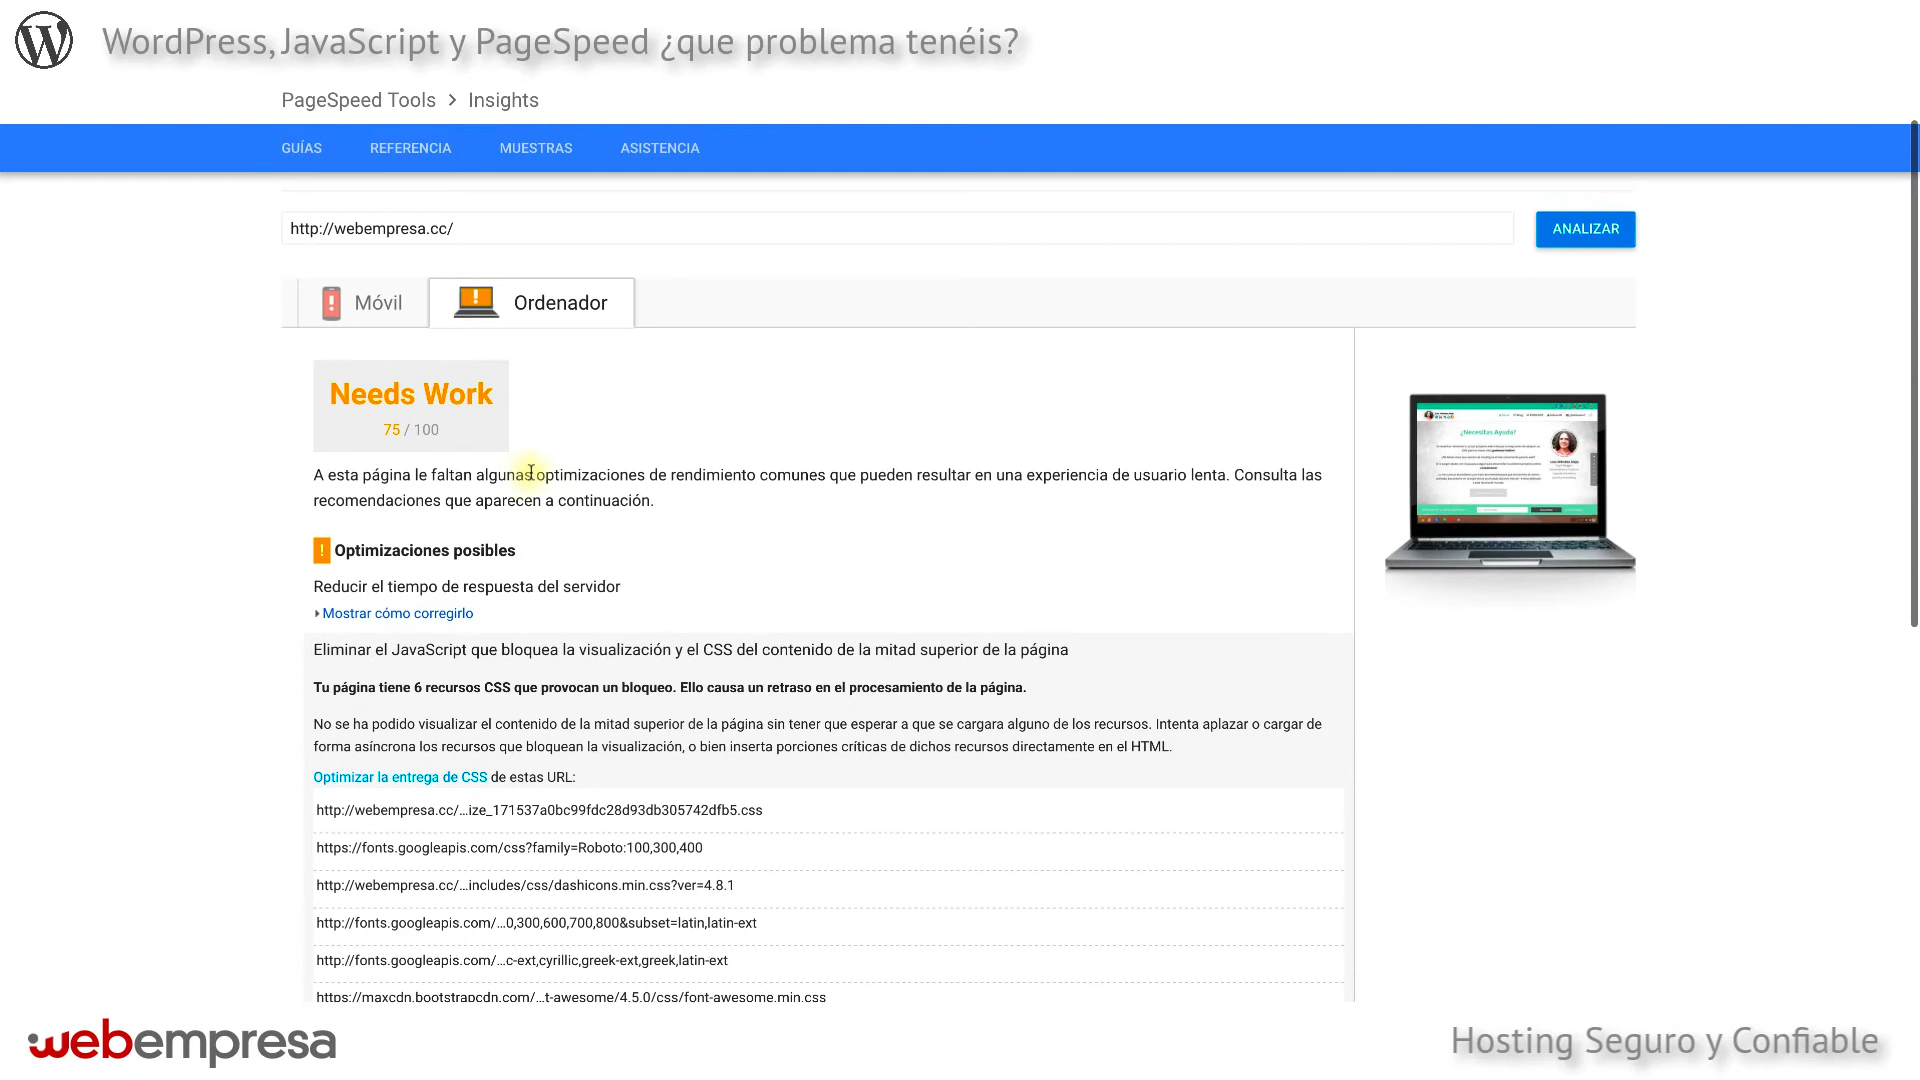 WordPress, JavaScript y PageSpeed ¿que problema tenéis?
PageSpeed Tools > Insights
GUÍAS REFERENCIA MUESTRAS ASISTENCIA
http://webempresa.cc/ ANALIZAR
Móvil Ordenador
Needs Work
75 / 100
A esta página le faltan algunas optimizaciones de rendimiento comunes que pueden resultar en una experiencia de usuario lenta. Consulta las
recomendaciones que aparecen a continuación.
! Optimizaciones posibles
Reducir el tiempo de respuesta del servidor
Mostrar cómo corregirlo
Eliminar el JavaScript que bloquea la visualización y el CSS del contenido de la mitad superior de la página
Tu página tiene 6 recursos CSS que provocan un bloqueo. Ello causa un retraso en el procesamiento de la página.
No se ha podido visualizar el contenido de la mitad superior de la página sin tener que esperar a que se cargara alguno de los recursos. Intenta aplazar o cargar de
forma asíncrona los recursos que bloquean la visualización, o bien inserta porciones críticas de dichos recursos directamente en el HTML.
Optimizar la entrega de CSS de estas URL:
http://webempresa.cc/…ize_171537a0bc99fdc28d93db305742dfb5.css
https://fonts.googleapis.com/css?family=Roboto:100,300,400
http://webempresa.cc/…includes/css/dashicons.min.css?ver=4.8.1
http://fonts.googleapis.com/…0,300,600,700,800&subset=latin,latin-ext
http://fonts.googleapis.com/…c-ext,cyrillic,greek-ext,greek,latin-ext
https://maxcdn.bootstrapcdn.com/…t-awesome/4.5.0/css/font-awesome.min.css
¿Necesitas Ayuda?
webempresa
Hosting Seguro y Confiable